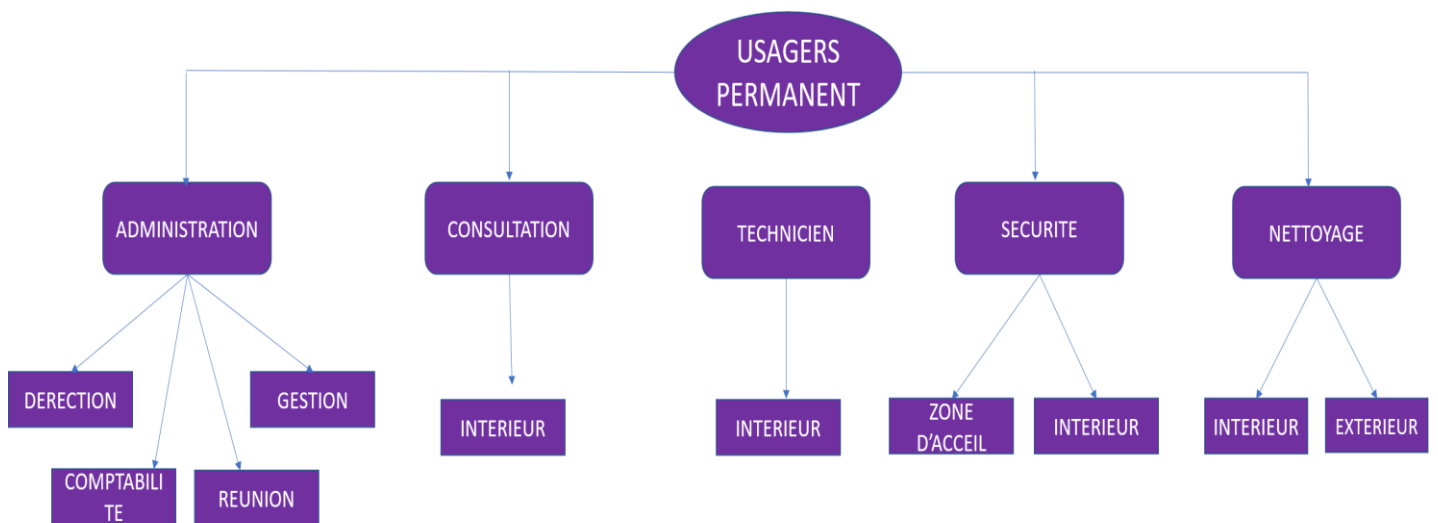 USAGERS
PERMANENT
ADMINISTRATION
CONSULTATION
TECHNICIEN
SECURITE
NETTOYAGE
DERECTION
GESTION
COMPTABILI
TE
REUNION
INTERIEUR
INTERIEUR
ZONE
D'ACCEIL
INTERIEUR
INTERIEUR
EXTERIEUR